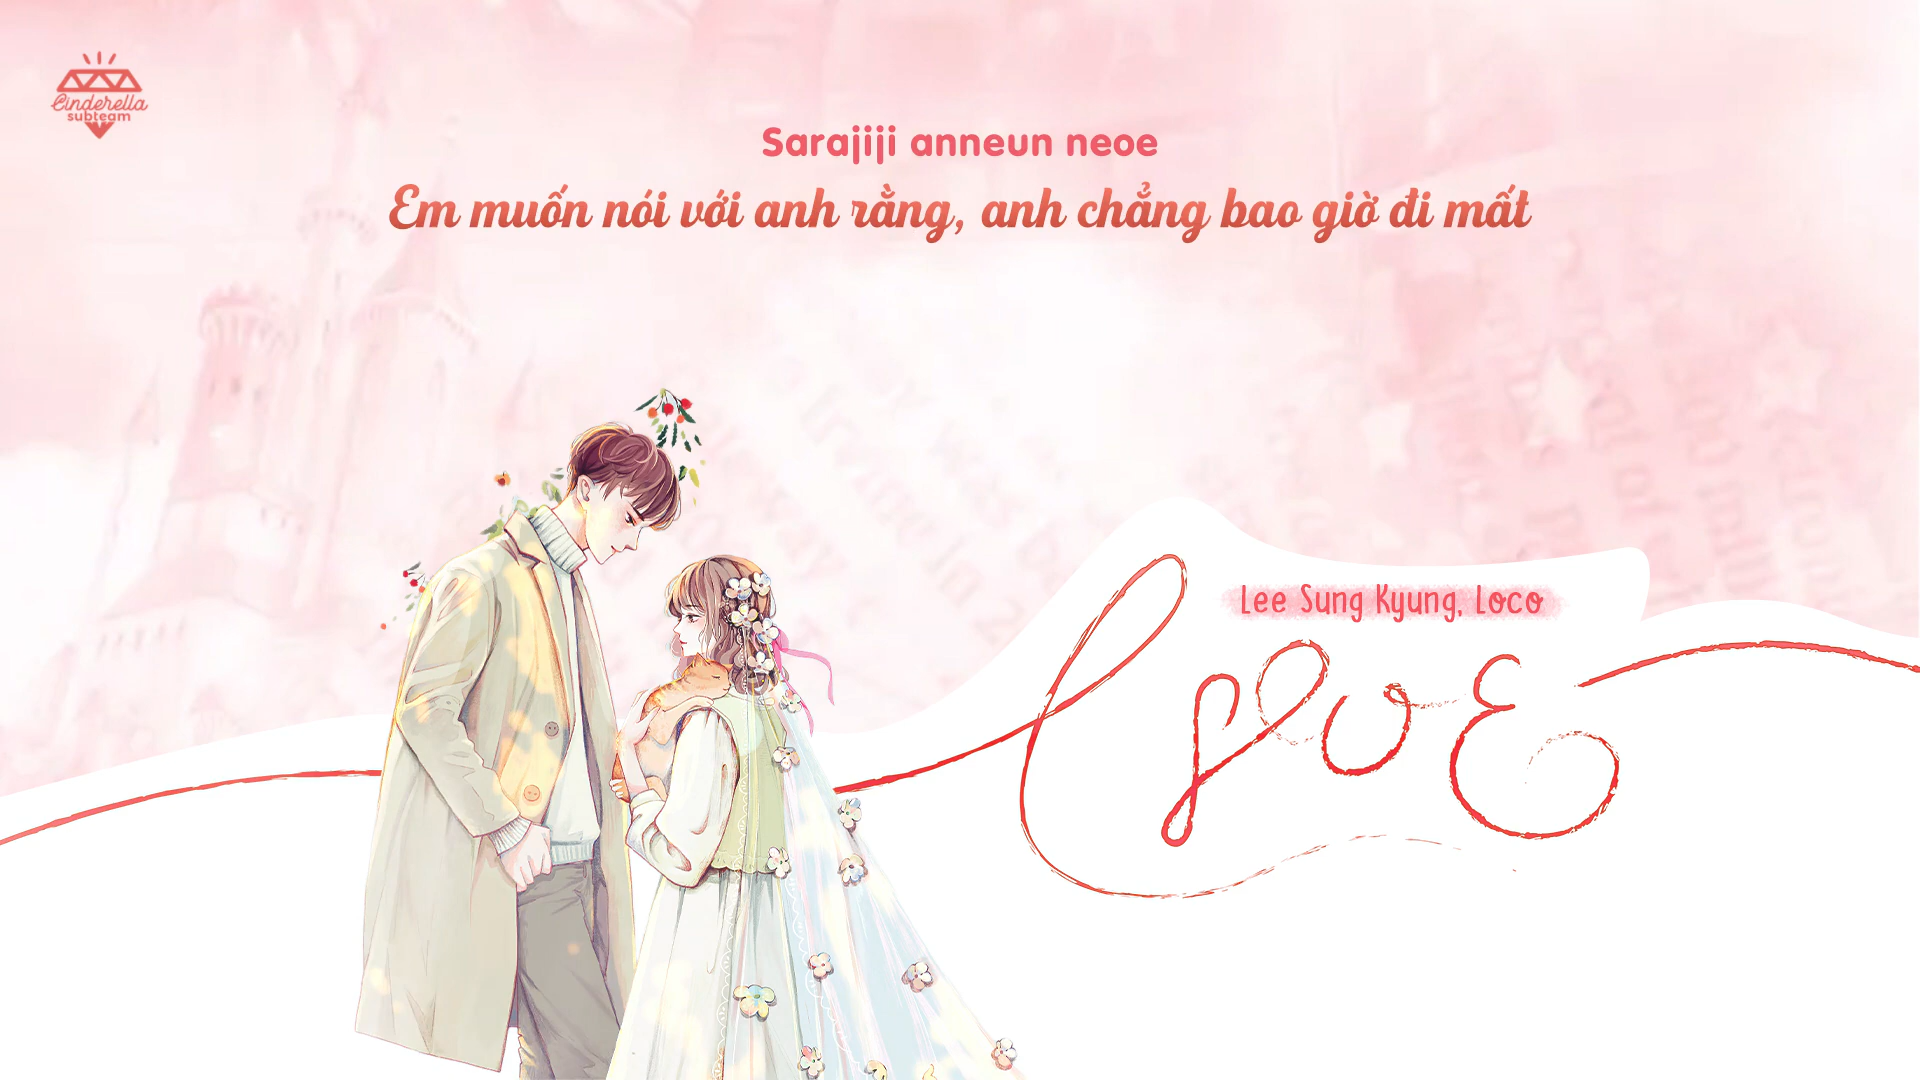 Cinderella
subteam
Sarajiji anneun neoe
Em muốn nói với anh rằng, anh chẳng bao giờ đi mất
Lee Sung Kyung, Loco
love